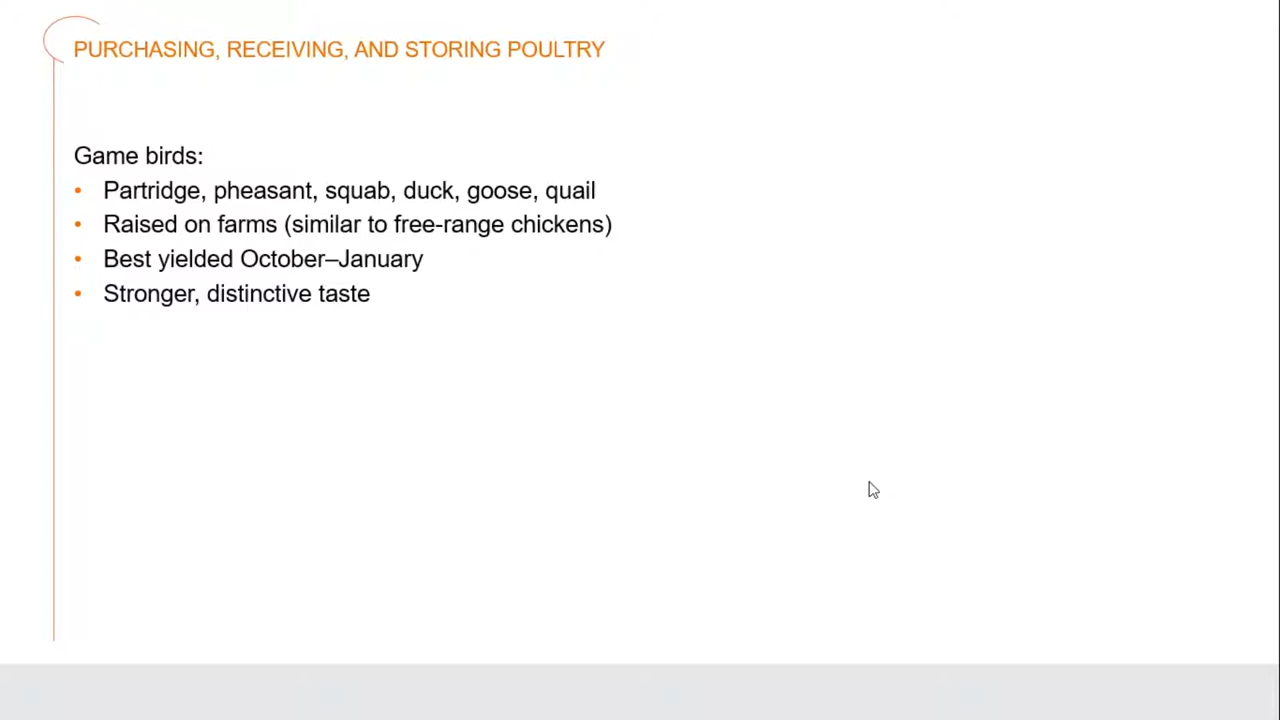 PURCHASING, RECEIVING, AND STORING POULTRY
Game birds:
• Partridge, pheasant, squab, duck, goose, quail
• Raised on farms (similar to free-range chickens)
• Best yielded October–January
• Stronger, distinctive taste